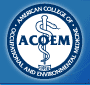 AMERICAN COLLEGE OF
ACOEM
OCCUPATIONAL AND ENVIRONMENTAL MEDICINE